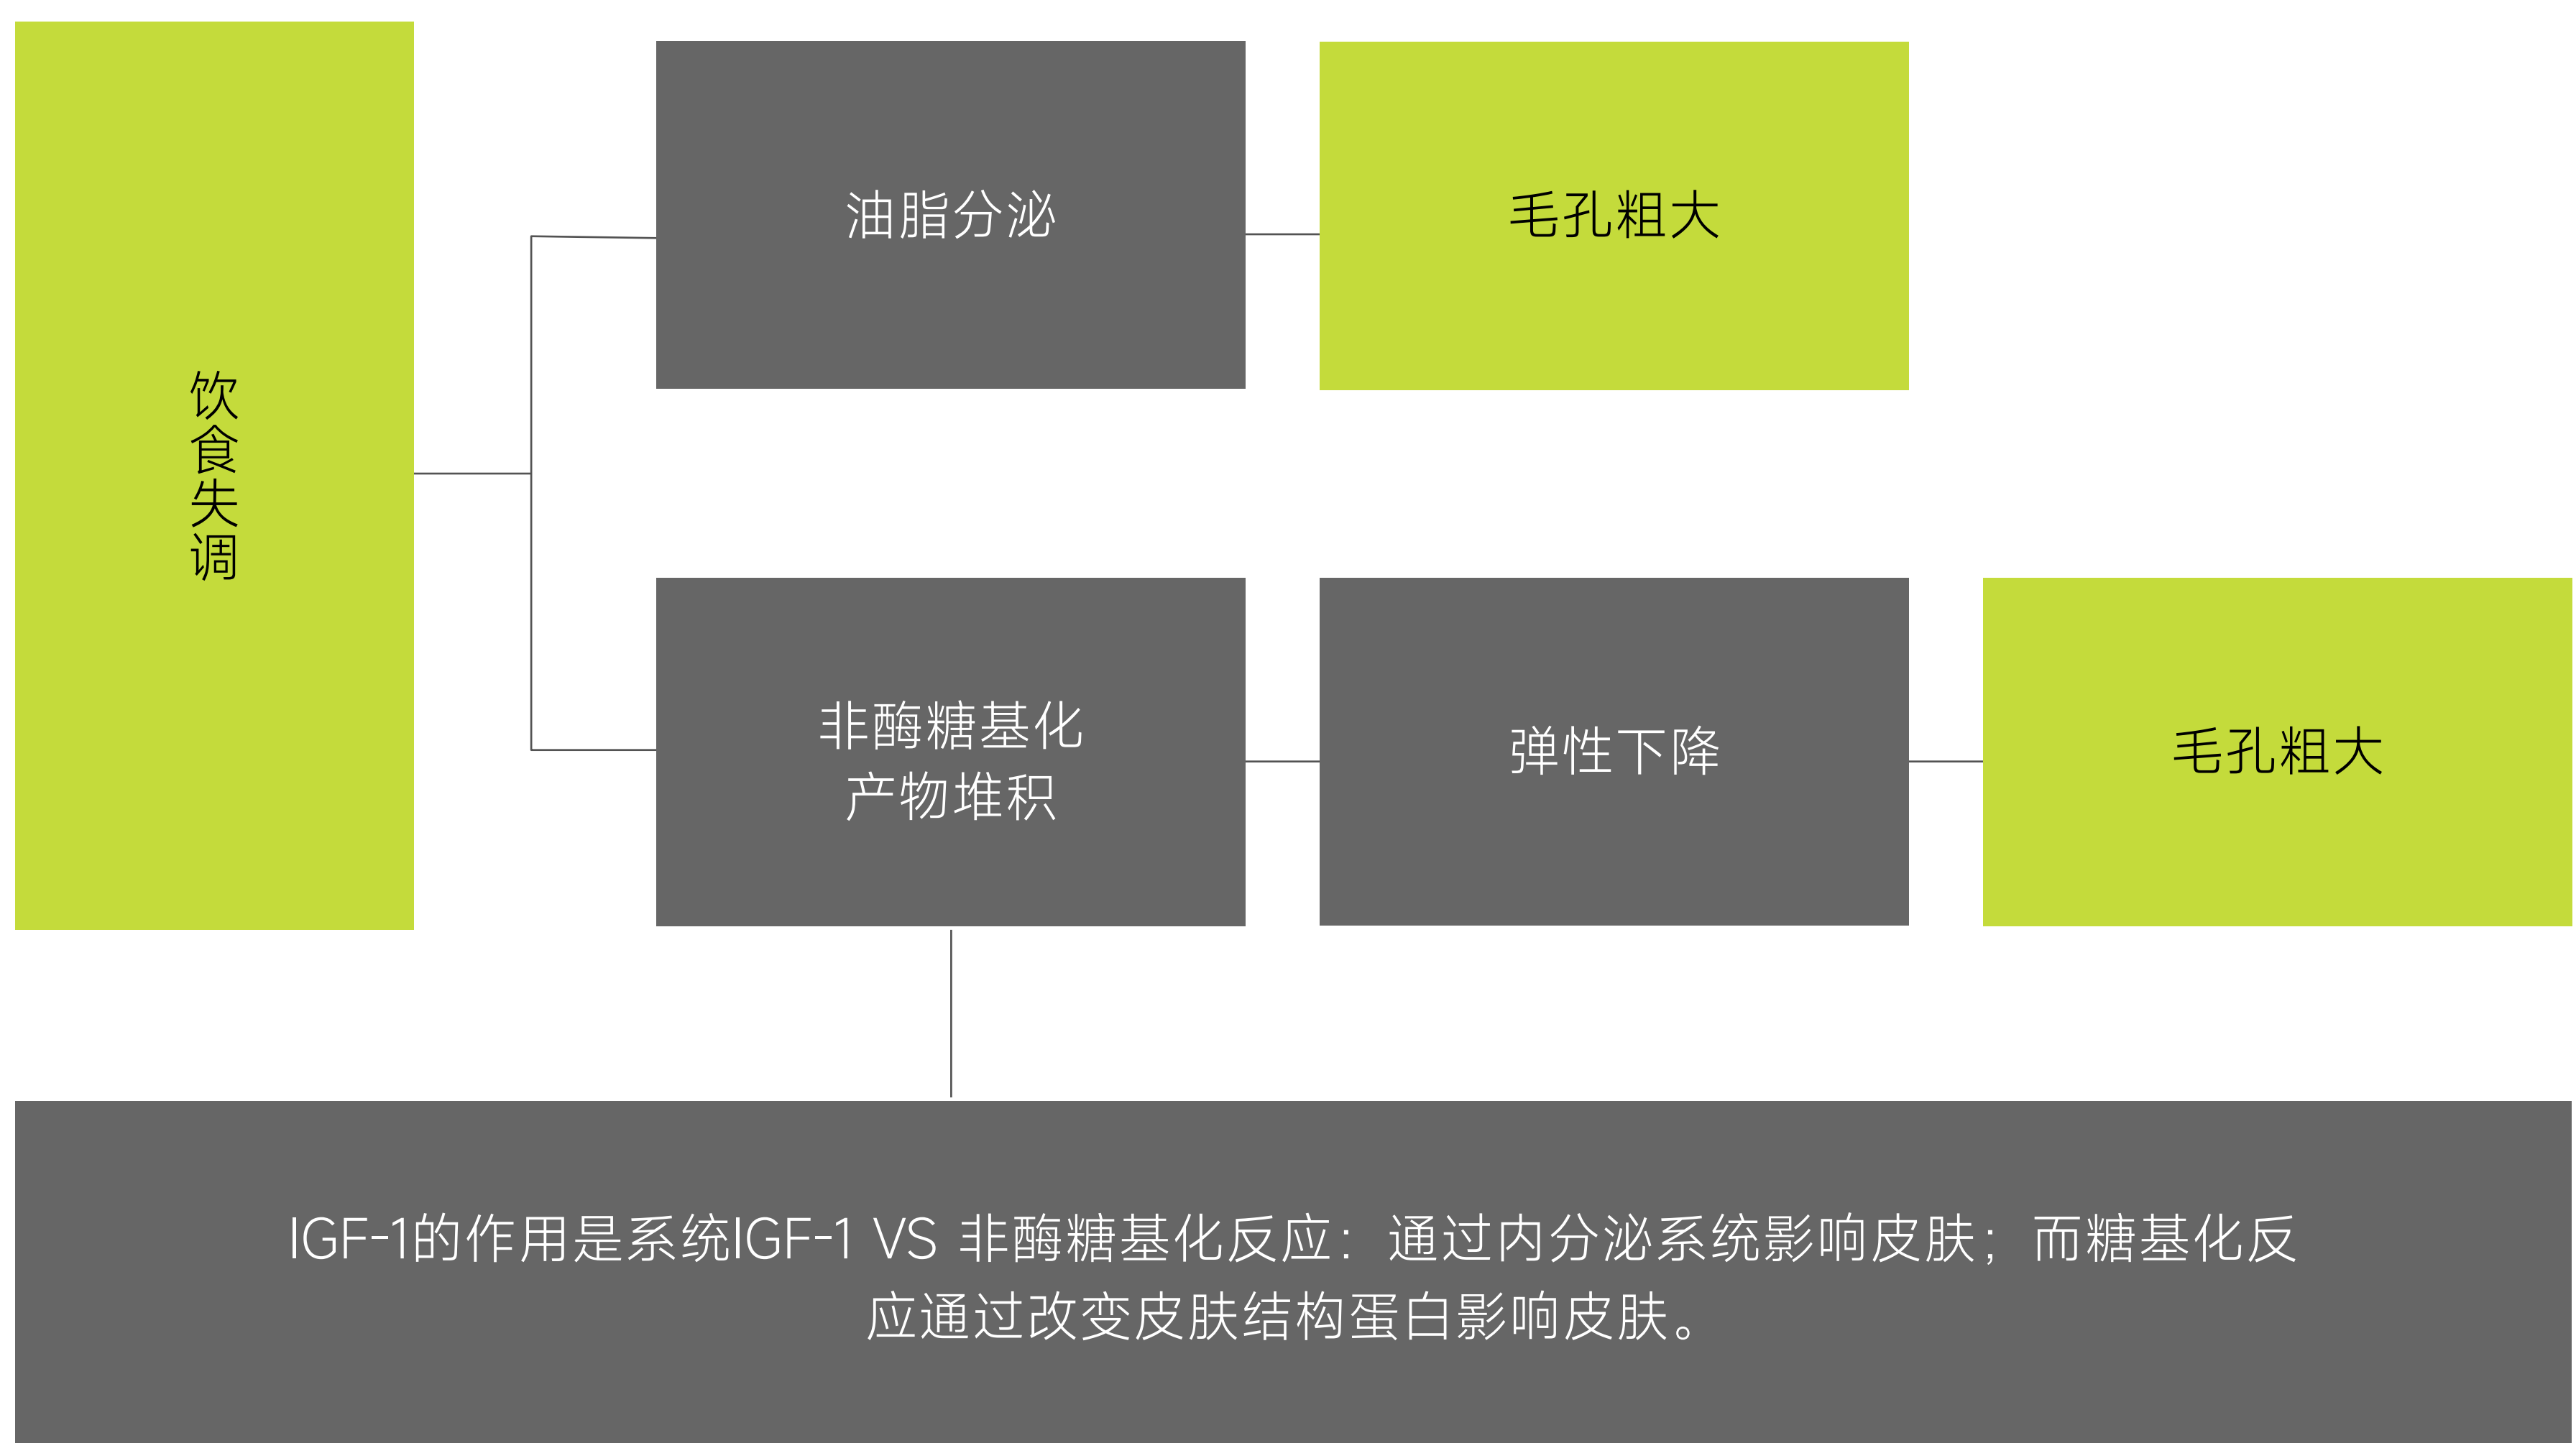 饮食失调
油脂分泌
毛孔粗大
非酶糖基化
产物堆积
弹性下降
毛孔粗大
IGF-1的作用是系统IGF-1 VS 非酶糖基化反应：通过内分泌系统影响皮肤；而糖基化反
应通过改变皮肤结构蛋白影响皮肤。